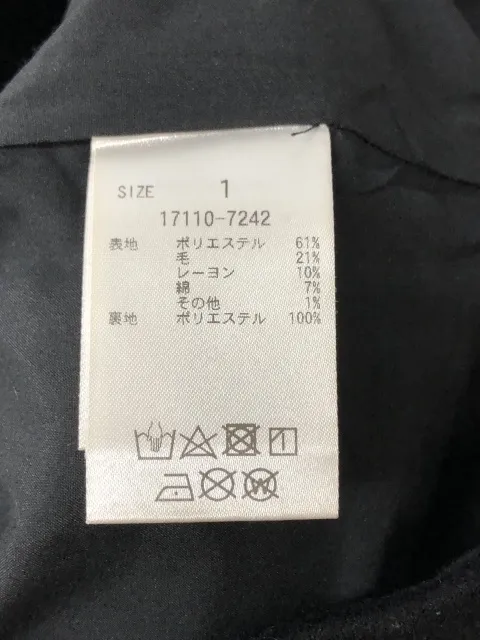 SIZE 1
17110-7242
表地 ポリエステル 61%
毛 21%
レーヨン 10%
綿 7%
その他 1%
裏地 ポリエステル 100%
W